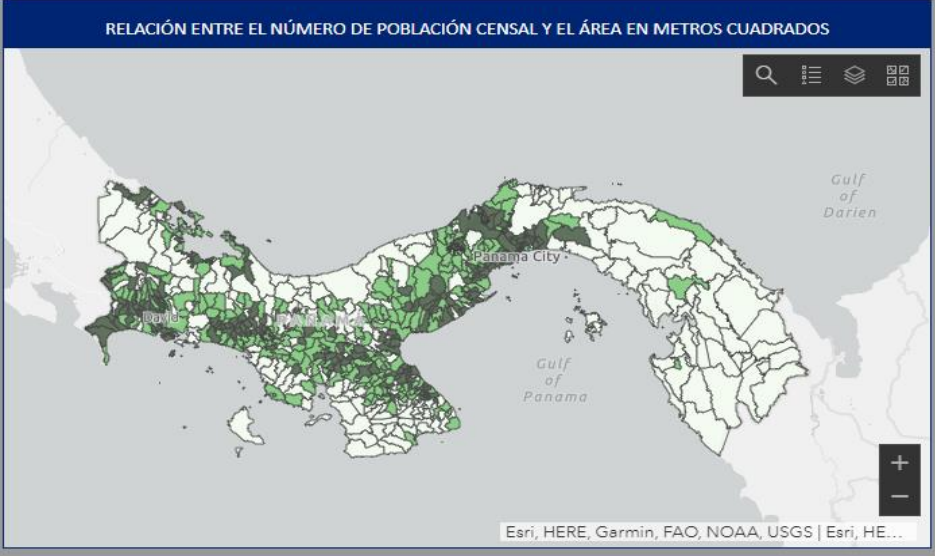 RELACIÓN ENTRE EL NÚMERO DE POBLACIÓN CENSAL Y EL ÁREA EN METROS CUADRADOS
Gulf
of
Darien
Panama City
David
PANAMA
Gulf
of
Panama
Esri, HERE, Garmin, FAO, NOAA, USGS | Esri, HE...